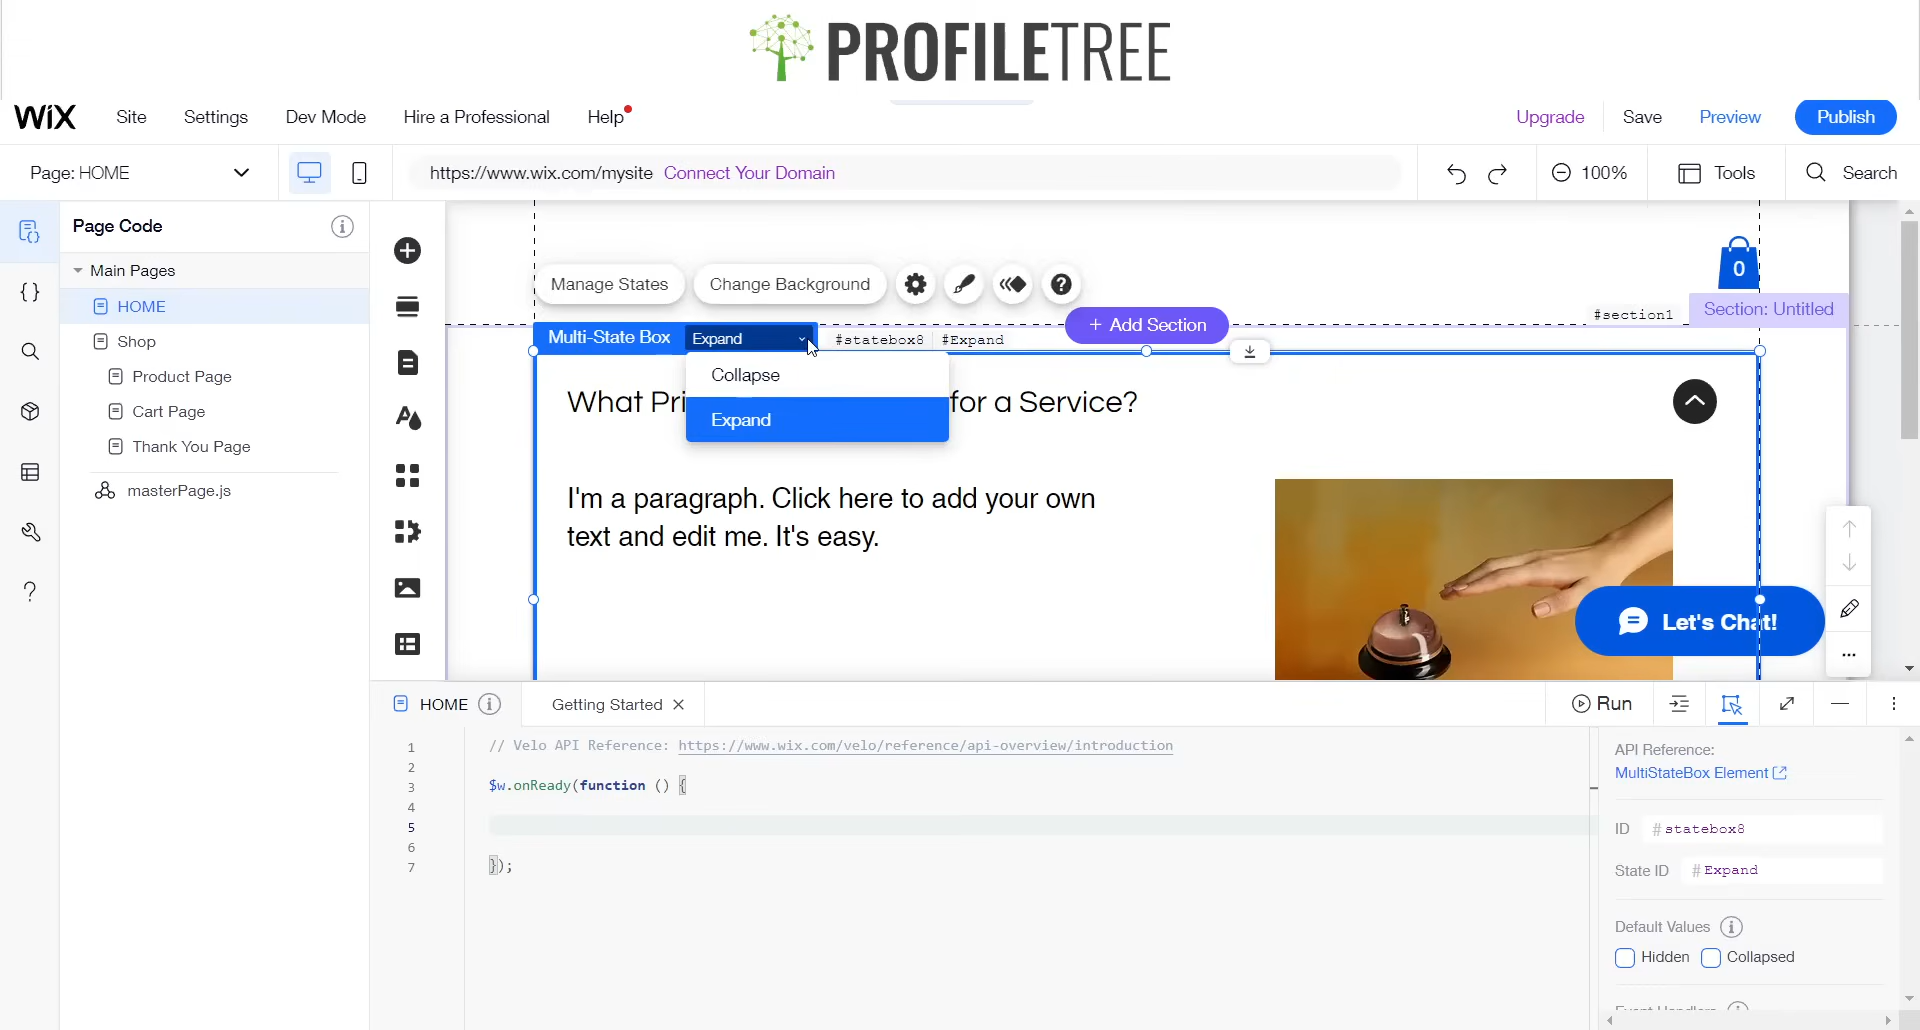 PROFILETREE
WIX Site Settings Dev Mode Hire a Professional Help Upgrade Save Preview Publish
Page: HOME https://www.wix.com/mysite Connect Your Domain 100% Tools Search
Page Code
Main Pages
HOME
Shop
Product Page
Cart Page
Thank You Page
masterPage.js
0
Manage States Change Background
#section1 Section: Untitled
+ Add Section
Multi-State Box Expand #statebox8 #Expand
Collapse
Expand
What Pri for a Service?
I'm a paragraph. Click here to add your own
text and edit me. It's easy.
Let's Chat!
HOME Getting Started Run
1 // Velo API Reference: https://www.wix.com/velo/reference/api-overview/introduction
2
3 $w.onReady(function () {
4
5
6
7 });
API Reference:
MultiStateBox Element
ID # statebox8
State ID # Expand
Default Values
Hidden Collapsed